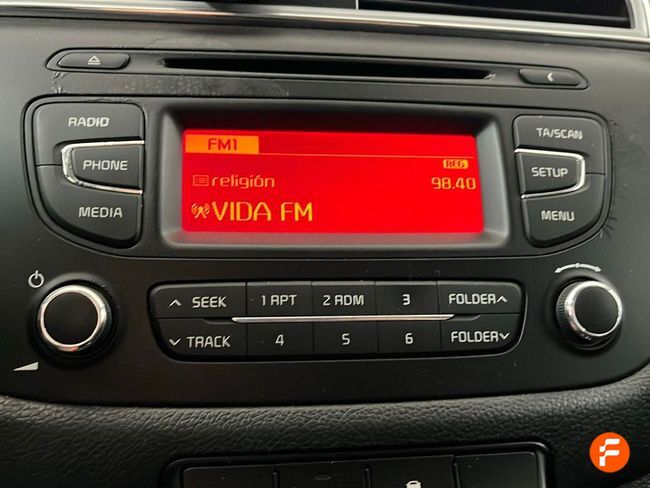 RADIO
PHONE
MEDIA
FM1
REG
religión 98.40
VIDA FM
TA/SCAN
SETUP
MENU
SEEK 1 RPT 2 RDM 3 FOLDER
TRACK 4 5 6 FOLDER